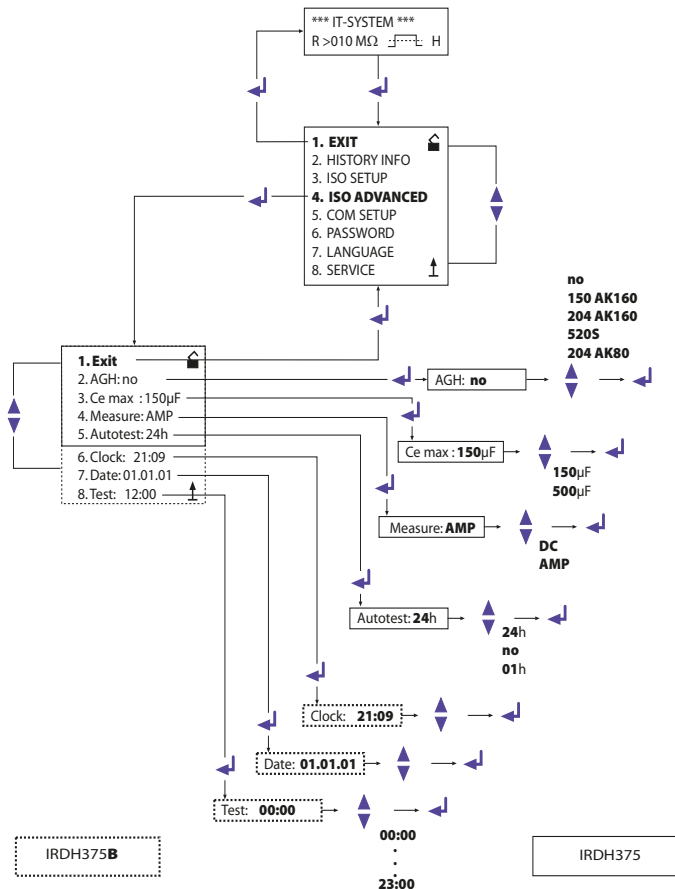 *** IT-SYSTEM ***
R >010 MΩ H
1. EXIT
2. HISTORY INFO
3. ISO SETUP
4. ISO ADVANCED
5. COM SETUP
6. PASSWORD
7. LANGUAGE
8. SERVICE
no
150 AK160
204 AK160
520S
204 AK80
1. Exit
2. AGH: no
3. Ce max : 150µF
4. Measure: AMP
5. Autotest: 24h
6. Clock: 21:09
7. Date: 01.01.01
8. Test: 12:00
AGH: no
Ce max : 150µF
150µF
500µF
Measure: AMP
DC
AMP
Autotest: 24h
24h
no
01h
Clock: 21:09
Date: 01.01.01
Test: 00:00
00:00
.
.
.
23:00
IRDH375B
IRDH375